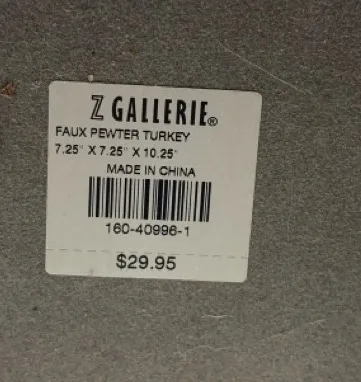 Z GALLERIE®
FAUX PEWTER TURKEY
7.25" X 7.25" X 10.25"
MADE IN CHINA
160-40996-1
$29.95